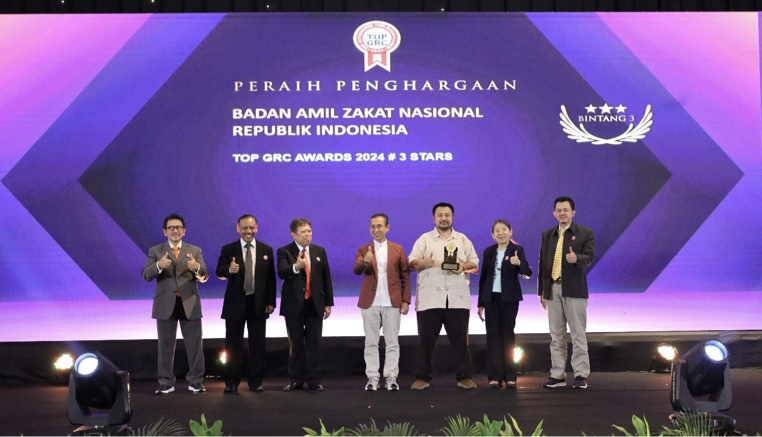 TOP
GRC
PERAIH PENGHARGAAN
BADAN AMIL ZAKAT NASIONAL
REPUBLIK INDONESIA
BINTANG 3
TOP GRC AWARDS 2024 # 3 STARS